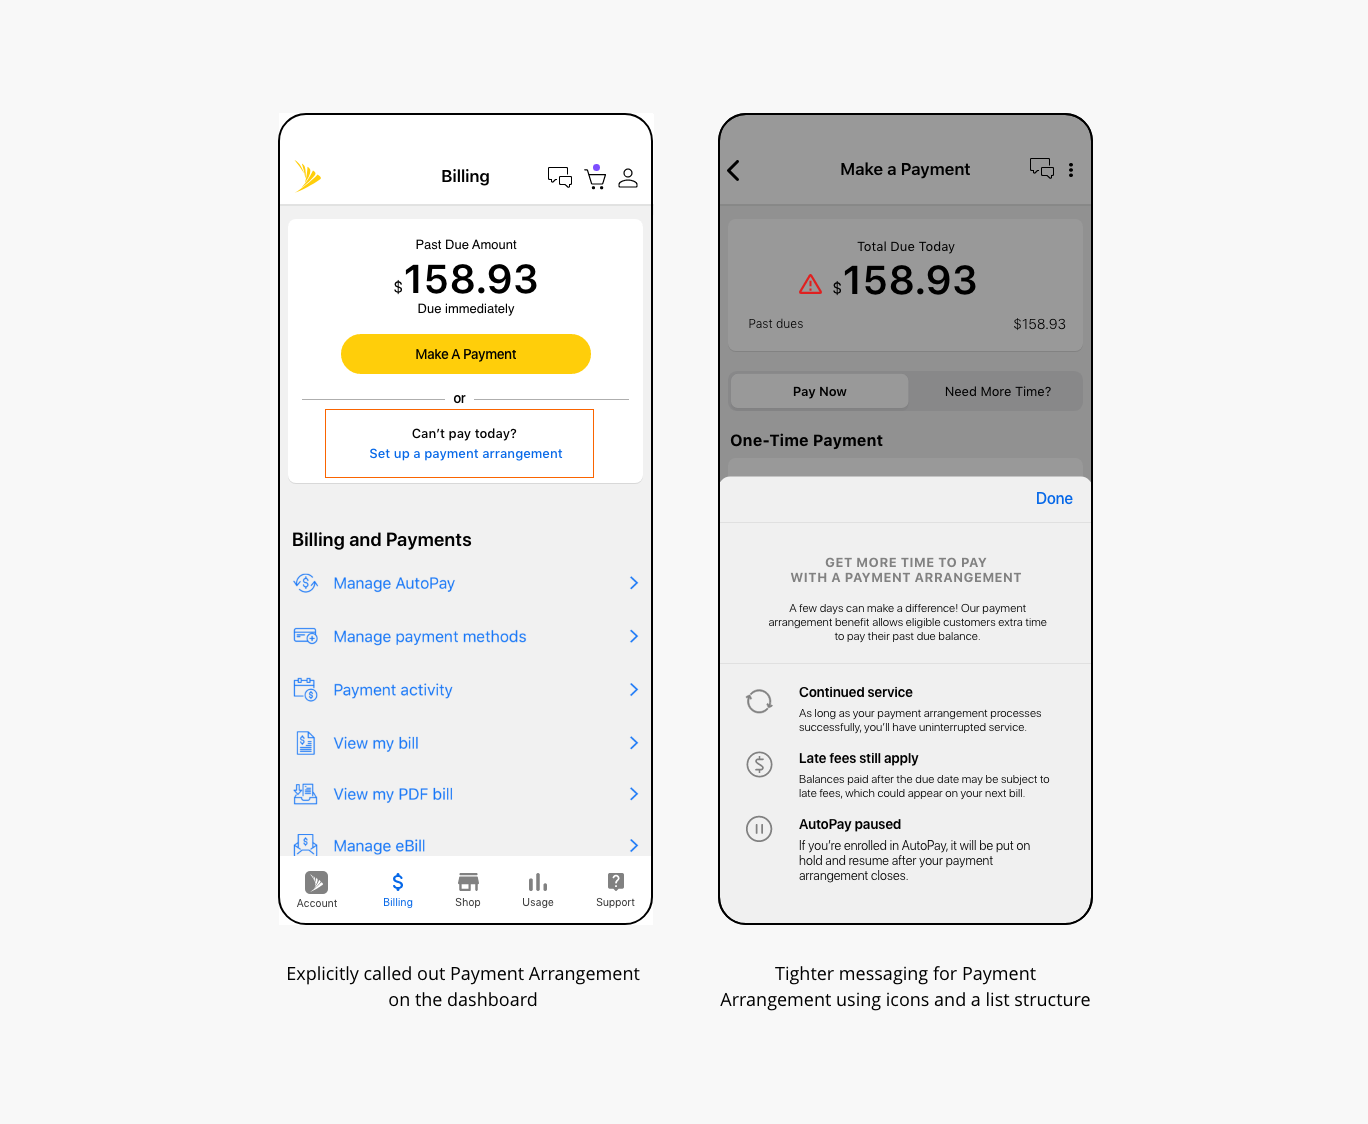 Billing
Past Due Amount
$158.93
Due immediately
Make A Payment
or
Can't pay today?
Set up a payment arrangement
Billing and Payments
Manage AutoPay
Manage payment methods
Payment activity
View my bill
View my PDF bill
Manage eBill
Account
Billing
Shop
Usage
Support
Explicitly called out Payment Arrangement
on the dashboard
Make a Payment
Total Due Today
$158.93
Past dues $158.93
Pay Now
Need More Time?
One-Time Payment
Done
GET MORE TIME TO PAY
WITH A PAYMENT ARRANGEMENT
A few days can make a difference! Our payment
arrangement benefit allows eligible customers extra time
to pay their past due balance.
Continued service
As long as your payment arrangement processes
successfully, you'll have uninterrupted service.
Late fees still apply
Balances paid after the due date may be subject to
late fees, which could appear on your next bill.
AutoPay paused
If you're enrolled in AutoPay, it will be put on
hold and resume after your payment
arrangement closes.
Tighter messaging for Payment
Arrangement using icons and a list structure